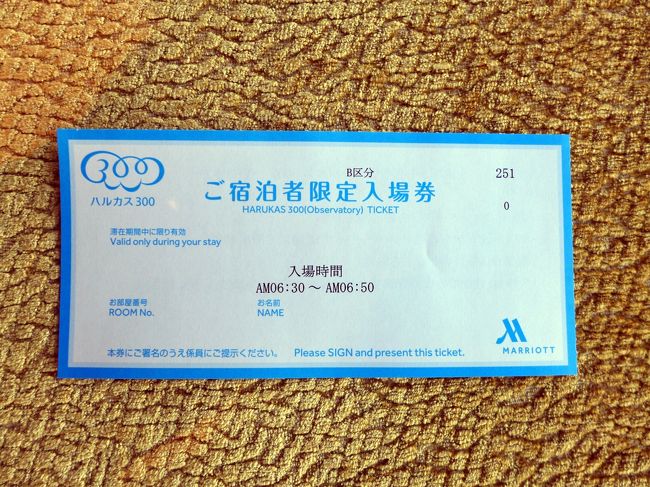 300
ハルカス300
B区分
251
ご宿泊者限定入場券
HARUKAS 300(Observatory) TICKET
0
滞在期間中に限り有効
Valid only during your stay
入場時間
AM06:30 ～ AM06:50
お部屋番号
ROOM No.
お名前
NAME
本券にご署名のうえ係員にご提示ください。 Please SIGN and present this ticket.
MARRIOTT